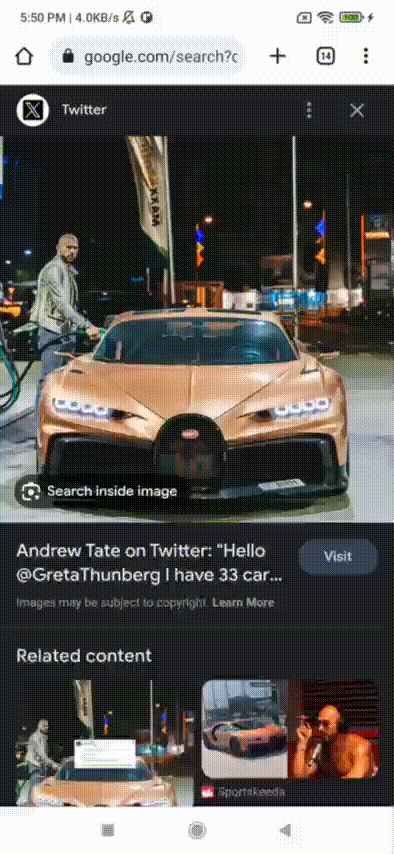 5:50 PM | 4.0KB/s
100
google.com/search?c
14
Twitter
Search inside image
Andrew Tate on Twitter: "Hello
@GretaThunberg I have 33 car...
Visit
Images may be subject to copyright. Learn More
Related content
Sportskeeda